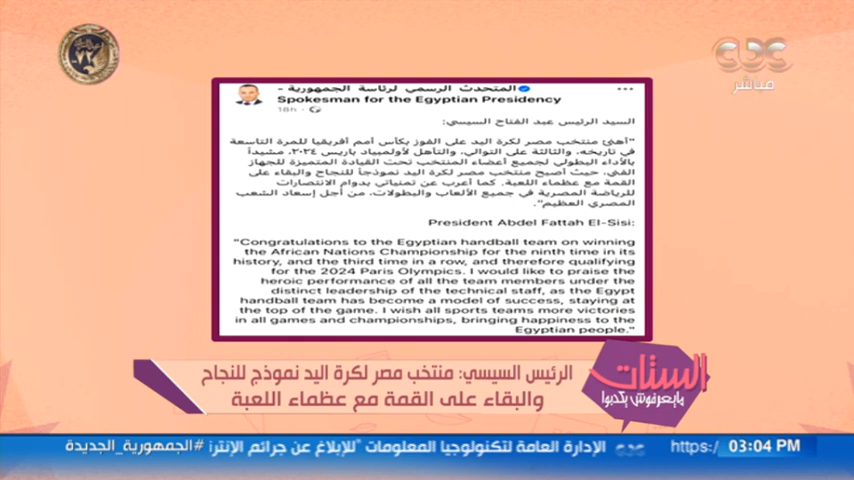 cbc
مباشر
المتحدث الرسمي لرئاسة الجمهورية -
Spokesman for the Egyptian Presidency
18h
السيد الرئيس عبد الفتاح السيسي:
"أهنئ منتخب مصر لكرة اليد على الفوز بكأس أمم أفريقيا للمرة التاسعة
في تاريخه، والثالثة على التوالي، والتأهل لأولمبياد باريس ٢٠٢٤، مشيداً
بالأداء البطولي لجميع أعضاء المنتخب تحت القيادة المتميزة للجهاز
الفني، حيث أصبح منتخب مصر لكرة اليد نموذجاً للنجاح والبقاء على
القمة مع عظماء اللعبة. كما أعرب عن تمنياتي بدوام الانتصارات
للرياضة المصرية في جميع الألعاب والبطولات، من أجل إسعاد الشعب
المصري العظيم".
President Abdel Fattah El-Sisi:
"Congratulations to the Egyptian handball team on winning
the African Nations Championship for the ninth time in its
history, and the third time in a row, and therefore qualifying
for the 2024 Paris Olympics. I would like to praise the
heroic performance of all the team members under the
distinct leadership of the technical staff, as the Egypt
handball team has become a model of success, staying at
the top of the game. I wish all sports teams more victories
in all games and championships, bringing happiness to the
Egyptian people."
الرئيس السيسي: منتخب مصر لكرة اليد نموذج للنجاح
والبقاء على القمة مع عظماء اللعبة
الستات
مايعرفوش يكدبوا
03:04 PM
https:/ cbc الإدارة العامة لتكنولوجيا المعلومات "للإبلاغ عن جرائم الإنتر
#الجمهورية_الجديدة